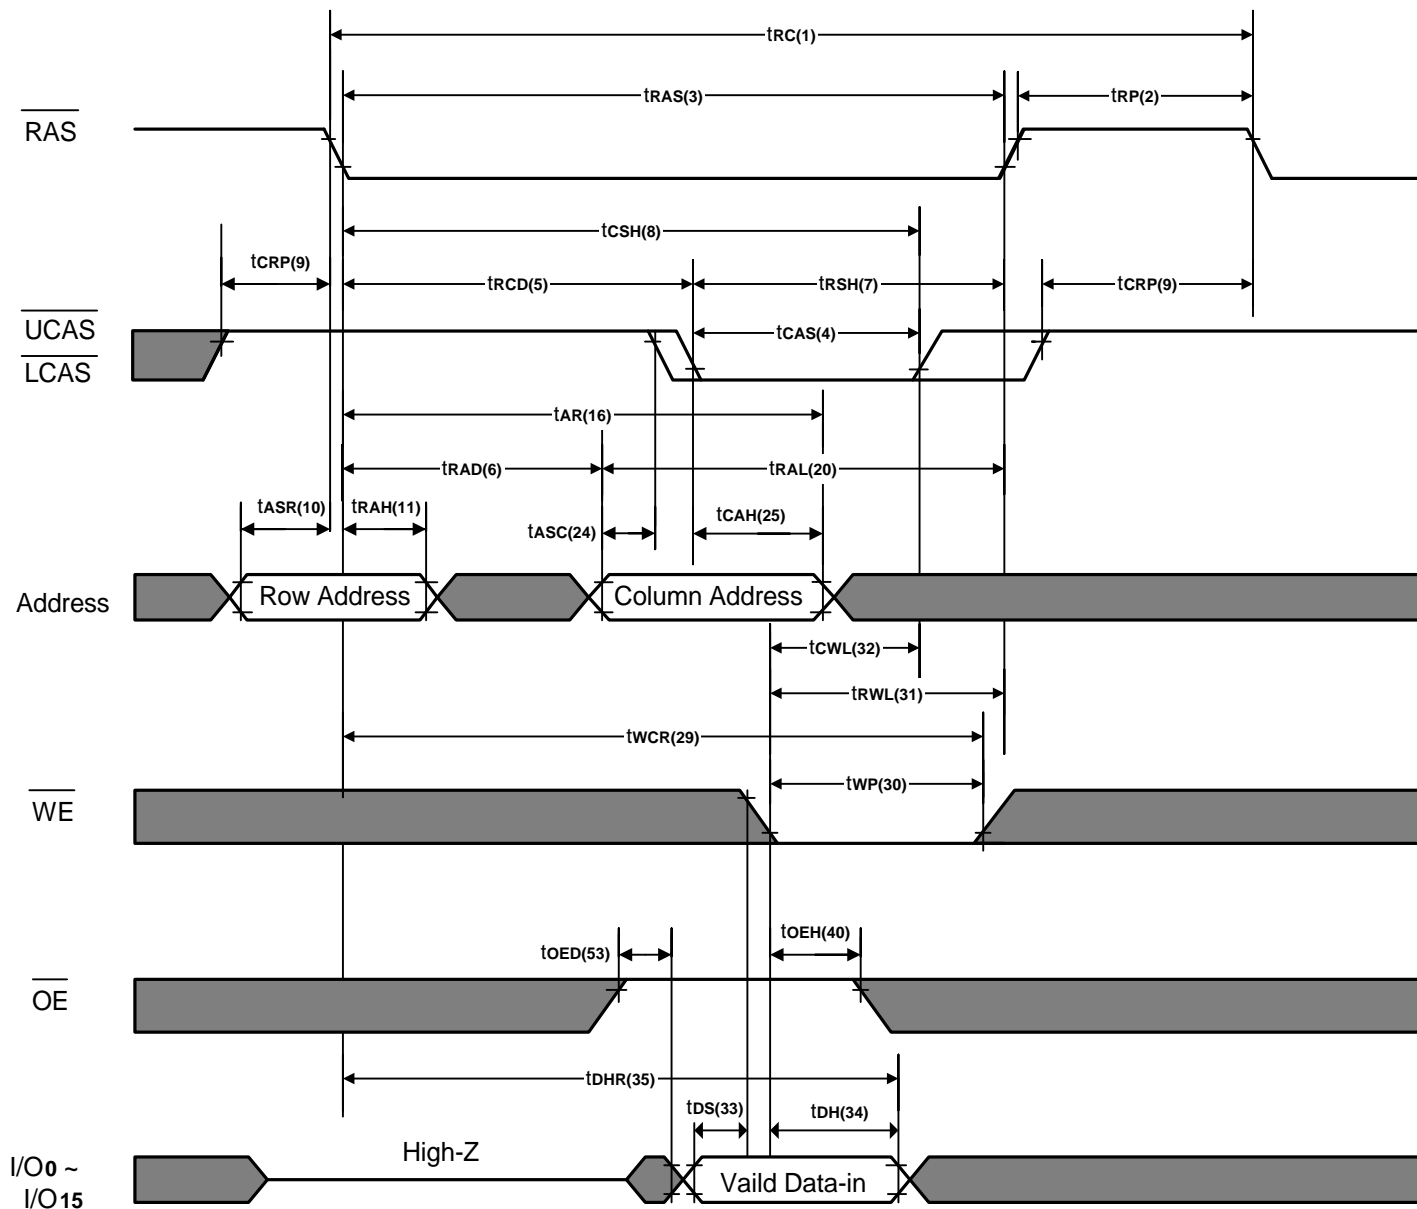 tRC(1)
tRAS(3)
tRP(2)
RAS
tCSH(8)
tCRP(9)
tRCD(5)
tRSH(7)
tCRP(9)
UCAS
tCAS(4)
LCAS
tAR(16)
tRAD(6)
tRAL(20)
tASR(10)
tRAH(11)
tASC(24)
tCAH(25)
Address
Row Address
Column Address
tCWL(32)
tRWL(31)
tWCR(29)
tWP(30)
WE
tOED(53)
tOEH(40)
OE
tDHR(35)
tDS(33)
tDH(34)
High-Z
I/O0 ~
I/O15
Vaild Data-in